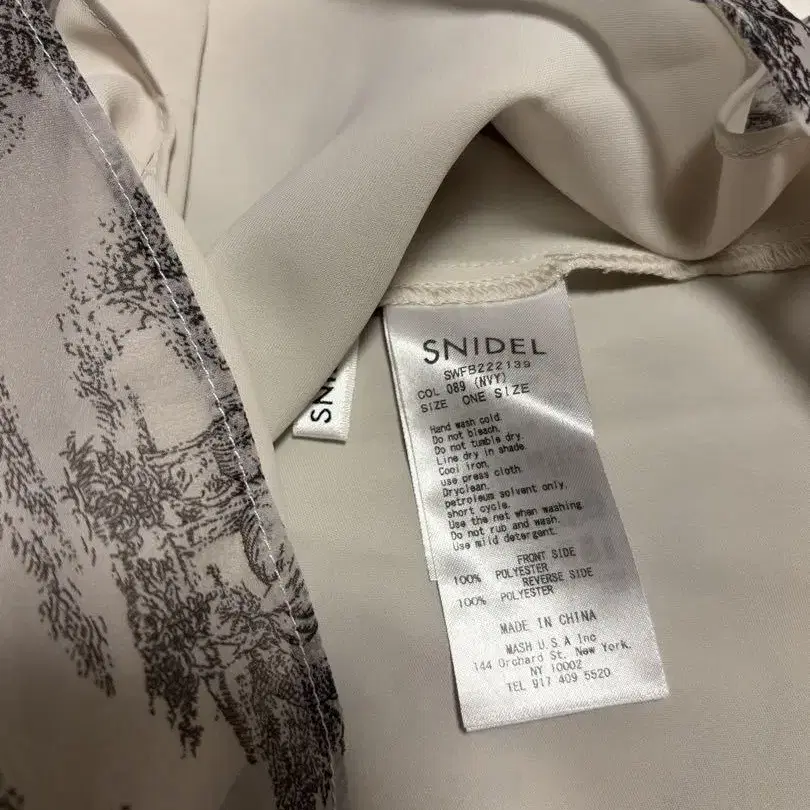 SNIDEL
SWFB222139
COL 089 (NVY)
SIZE ONE SIZE
Hand wash cold.
Do not bleach.
Do not tumble dry.
Line dry in shade.
Cool iron.
use press cloth.
Dryclean.
petroleum solvent only.
short cycle.
Use the net when washing.
Do not rub and wash.
Use mild detergent.
FRONT SIDE
100% POLYESTER
REVERSE SIDE
100% POLYESTER
MADE IN CHINA
MASH U.S.A Inc
144 Orchard St. New York.
NY 10002
TEL 917 409 5520
SN